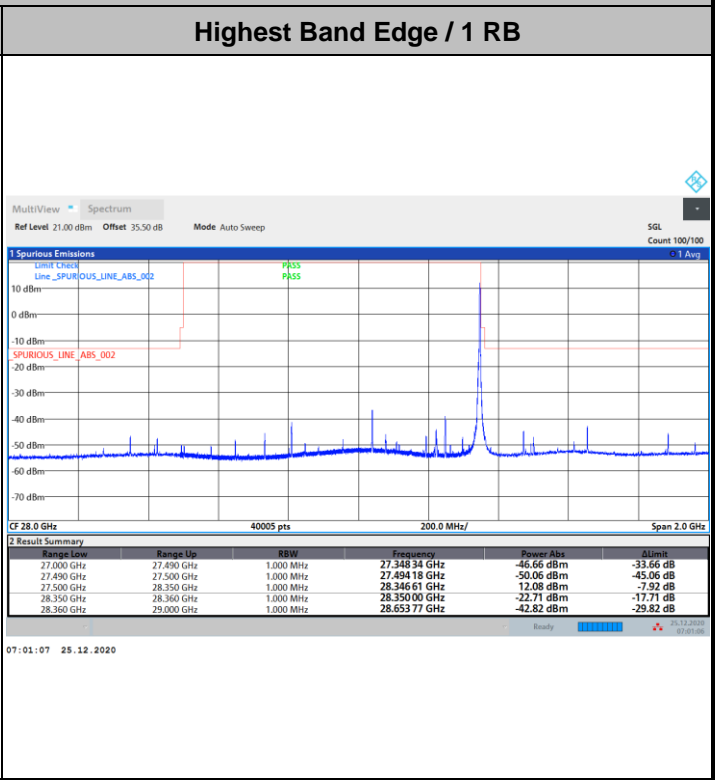 Highest Band Edge / 1 RB
MultiView Spectrum
Ref Level 21.00 dBm Offset 35.50 dB Mode Auto Sweep SGL
Count 100/100
1 Spurious Emissions 1 Avg
Limit Check PASS
Line _SPURIOUS_LINE_ABS_002 PASS
10 dBm
0 dBm
-10 dBm
_SPURIOUS_LINE_ABS_002
-20 dBm
-30 dBm
-40 dBm
-50 dBm
-60 dBm
-70 dBm
CF 28.0 GHz 40005 pts 200.0 MHz/ Span 2.0 GHz
2 Result Summary
Range Low Range Up RBW Frequency Power Abs ΔLimit
27.000 GHz 27.490 GHz 1.000 MHz 27.348 34 GHz -46.66 dBm -33.66 dB
27.490 GHz 27.500 GHz 1.000 MHz 27.494 18 GHz -50.06 dBm -45.06 dB
27.500 GHz 28.350 GHz 1.000 MHz 28.346 61 GHz 12.08 dBm -7.92 dB
28.350 GHz 28.360 GHz 1.000 MHz 28.350 00 GHz -22.71 dBm -17.71 dB
28.360 GHz 29.000 GHz 1.000 MHz 28.653 77 GHz -42.82 dBm -29.82 dB
Ready 25.12.2020
07:01:06
07:01:07 25.12.2020